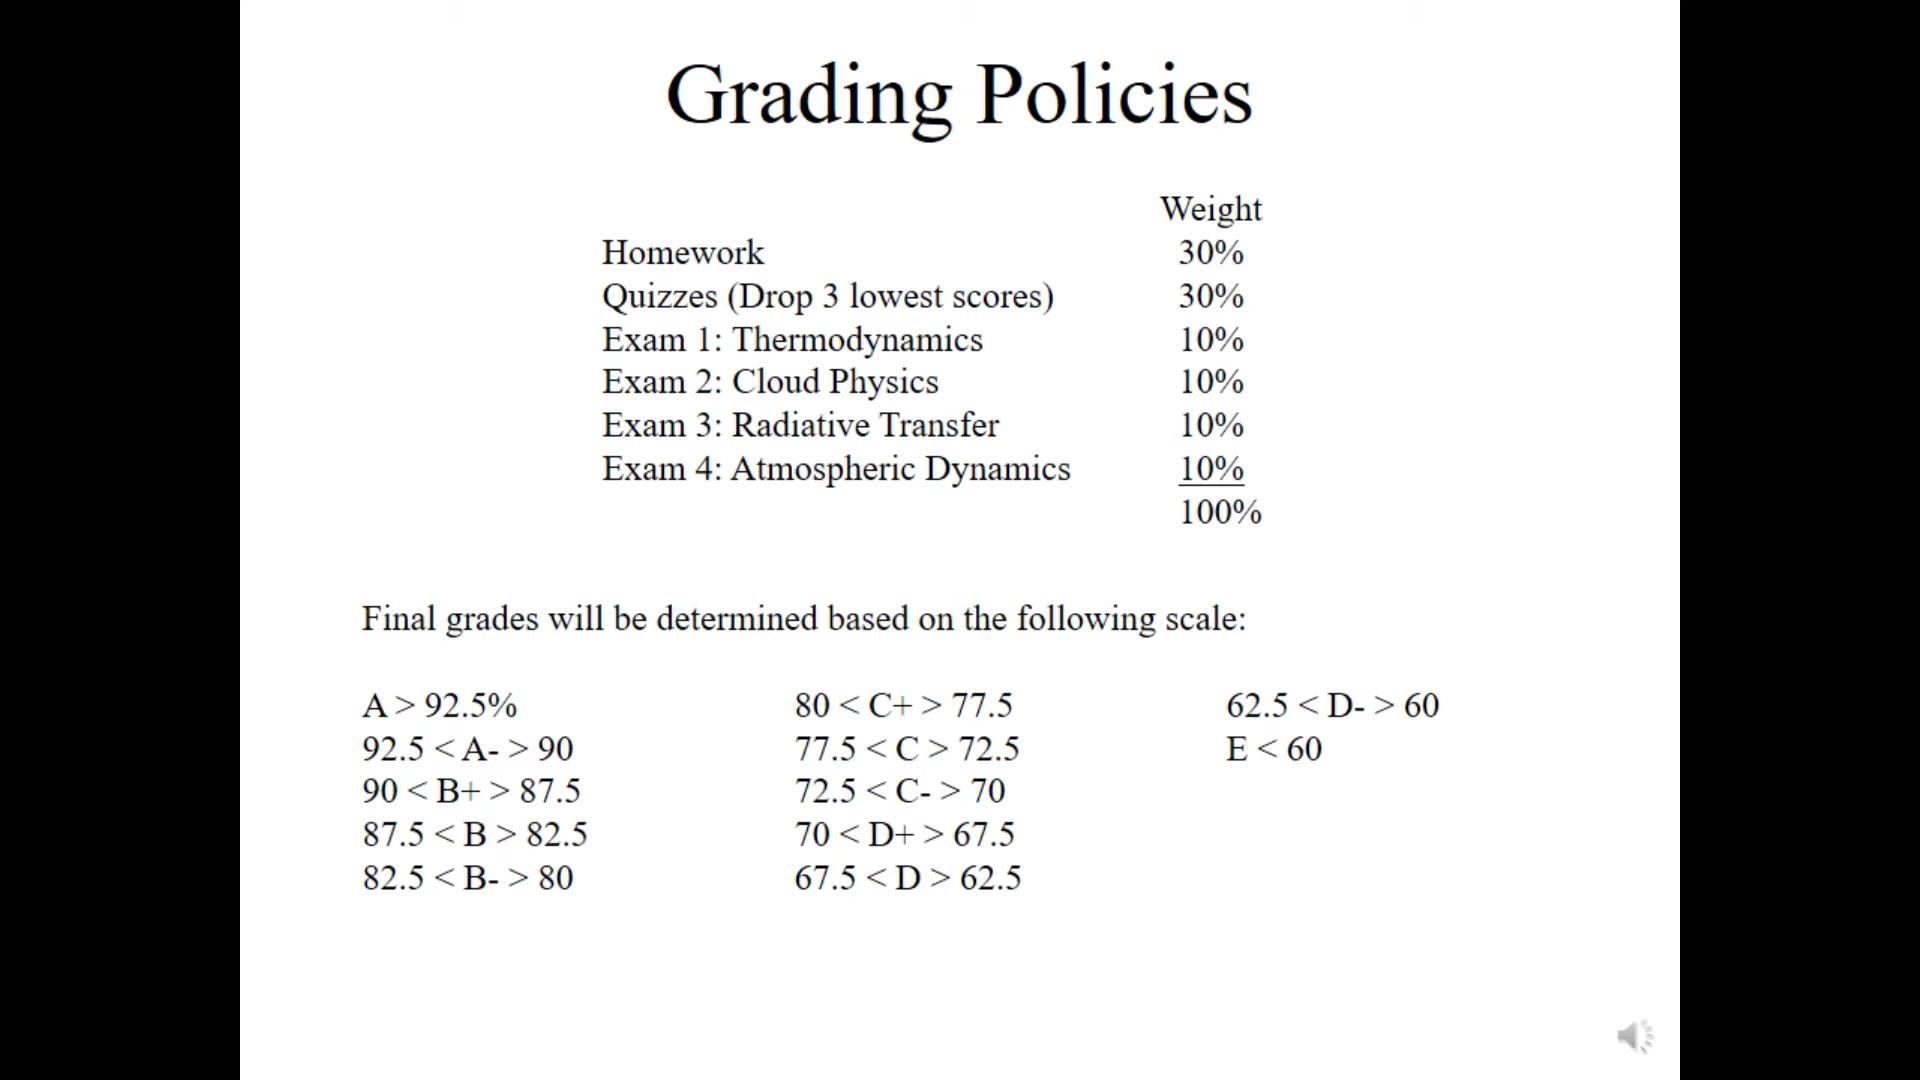 Grading Policies
Weight
Homework 30%
Quizzes (Drop 3 lowest scores) 30%
Exam 1: Thermodynamics 10%
Exam 2: Cloud Physics 10%
Exam 3: Radiative Transfer 10%
Exam 4: Atmospheric Dynamics 10%
100%
Final grades will be determined based on the following scale:
A > 92.5%
92.5 < A- > 90
90 < B+ > 87.5
87.5 < B > 82.5
82.5 < B- > 80
80 < C+ > 77.5
77.5 < C > 72.5
72.5 < C- > 70
70 < D+ > 67.5
67.5 < D > 62.5
62.5 < D- > 60
E < 60